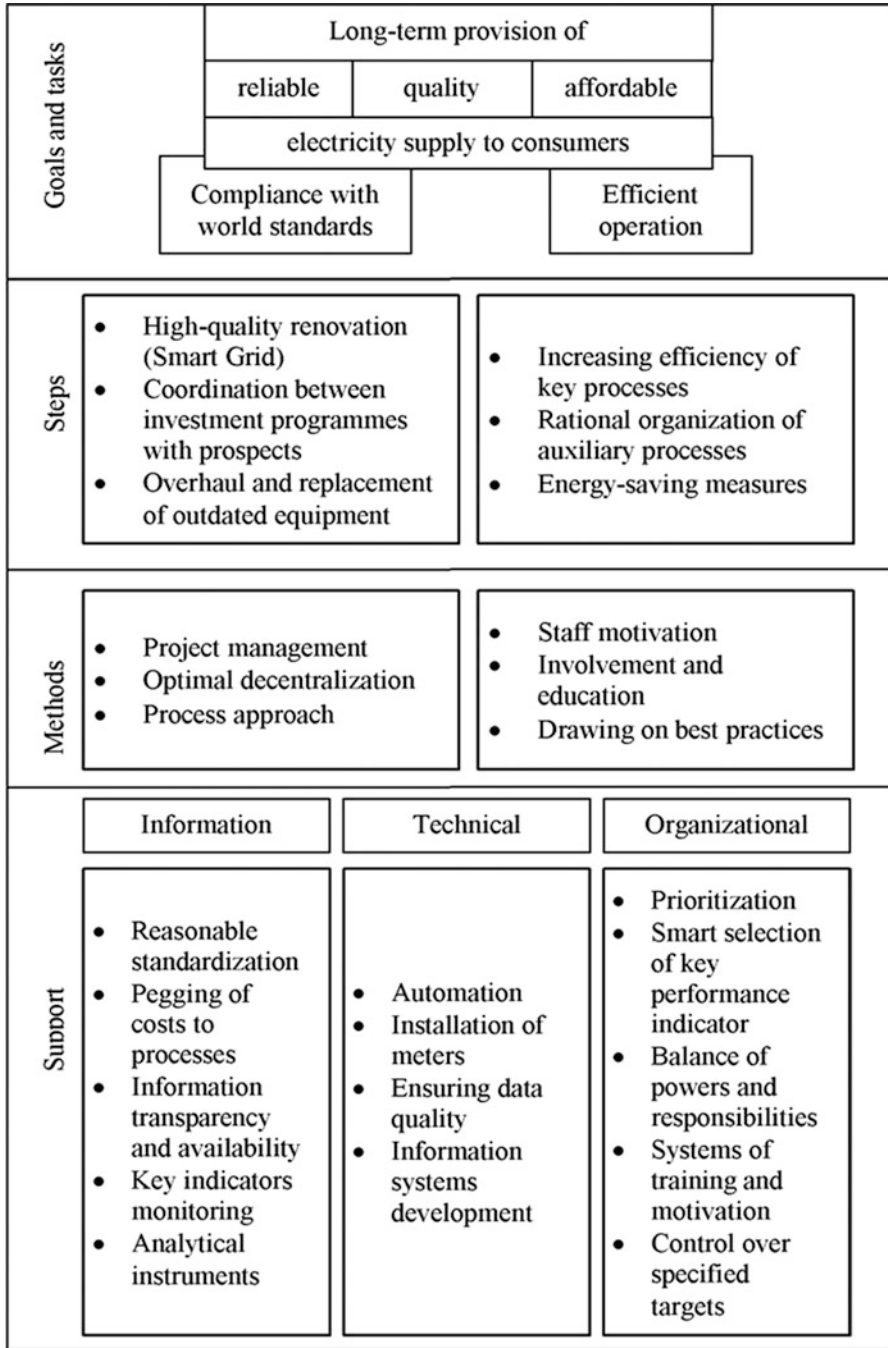 Goals and tasks
Long-term provision of
reliable
quality
affordable
electricity supply to consumers
Compliance with
world standards
Efficient
operation
Steps
• High-quality renovation
(Smart Grid)
• Coordination between
investment programmes
with prospects
• Overhaul and replacement
of outdated equipment
• Increasing efficiency of
key processes
• Rational organization of
auxiliary processes
• Energy-saving measures
Methods
• Project management
• Optimal decentralization
• Process approach
• Staff motivation
• Involvement and
education
• Drawing on best practices
Support
Information
Technical
Organizational
• Reasonable
standardization
• Pegging of
costs to
processes
• Information
transparency
and availability
• Key indicators
monitoring
• Analytical
instruments
• Automation
• Installation of
meters
• Ensuring data
quality
• Information
systems
development
• Prioritization
• Smart selection
of key
performance
indicator
• Balance of
powers and
responsibilities
• Systems of
training and
motivation
• Control over
specified
targets